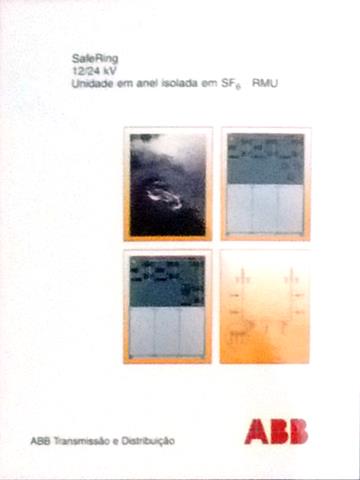 SafeRing
12/24 kV
Unidade em anel isolada em SF₆ RMU
ABB Transmissão e Distribuição
ABB